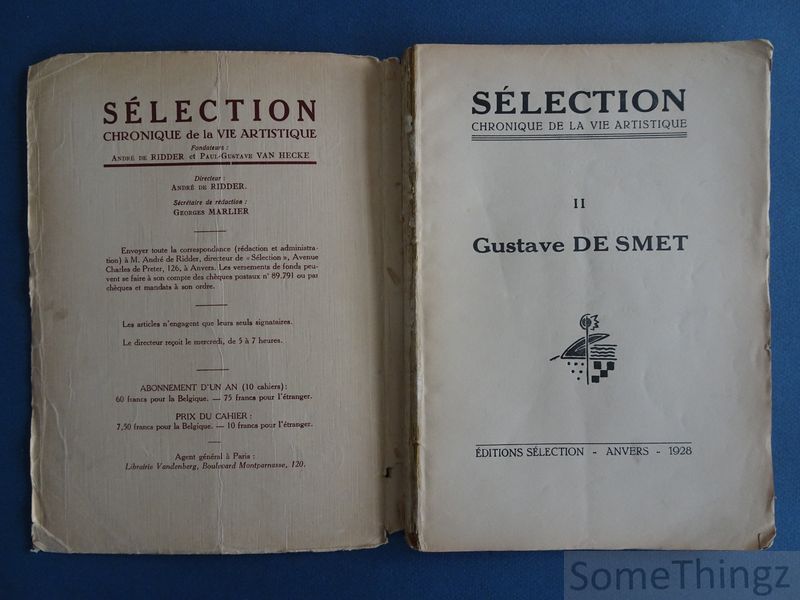 SÉLECTION
CHRONIQUE de la VIE ARTISTIQUE
Fondateurs :
ANDRÉ DE RIDDER et PAUL-GUSTAVE VAN HECKE
Directeur :
ANDRÉ DE RIDDER.
Sécrétaire de rédaction :
GEORGES MARLIER
Envoyer toute la correspondance (rédaction et administra-
tion) à M. André de Ridder, directeur de « Sélection », Avenue
Charles de Preter, 126, à Anvers. Les versements de fonds peu-
vent se faire à son compte des chèques postaux n° 89.791 ou par
chèques et mandats à son ordre.
Les articles n'engagent que leurs seuls signataires.
Le directeur reçoit le mercredi, de 5 à 7 heures.
ABONNEMENT D'UN AN (10 cahiers) :
60 francs pour la Belgique. — 75 francs pour l'étranger.
PRIX DU CAHIER :
7,50 francs pour la Belgique. — 10 francs pour l'étranger.
Agent général à Paris :
Librairie Vandenberg, Boulevard Montparnasse, 120.
SÉLECTION
CHRONIQUE DE LA VIE ARTISTIQUE
II
Gustave DE SMET
ÉDITIONS SÉLECTION - ANVERS - 1928
SomeThingz